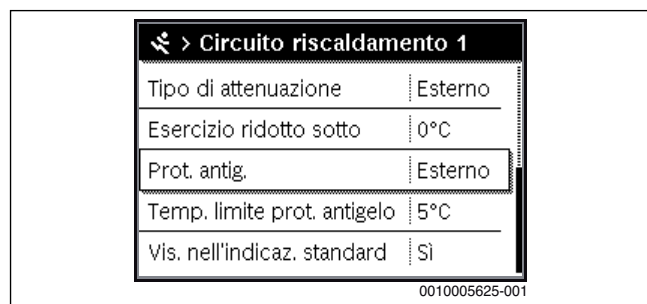 > Circuito riscaldamento 1
Tipo di attenuazione Esterno
Esercizio ridotto sotto 0°C
Prot. antig. Esterno
Temp. limite prot. antigelo 5°C
Vis. nell'indicaz. standard Sì
0010005625-001